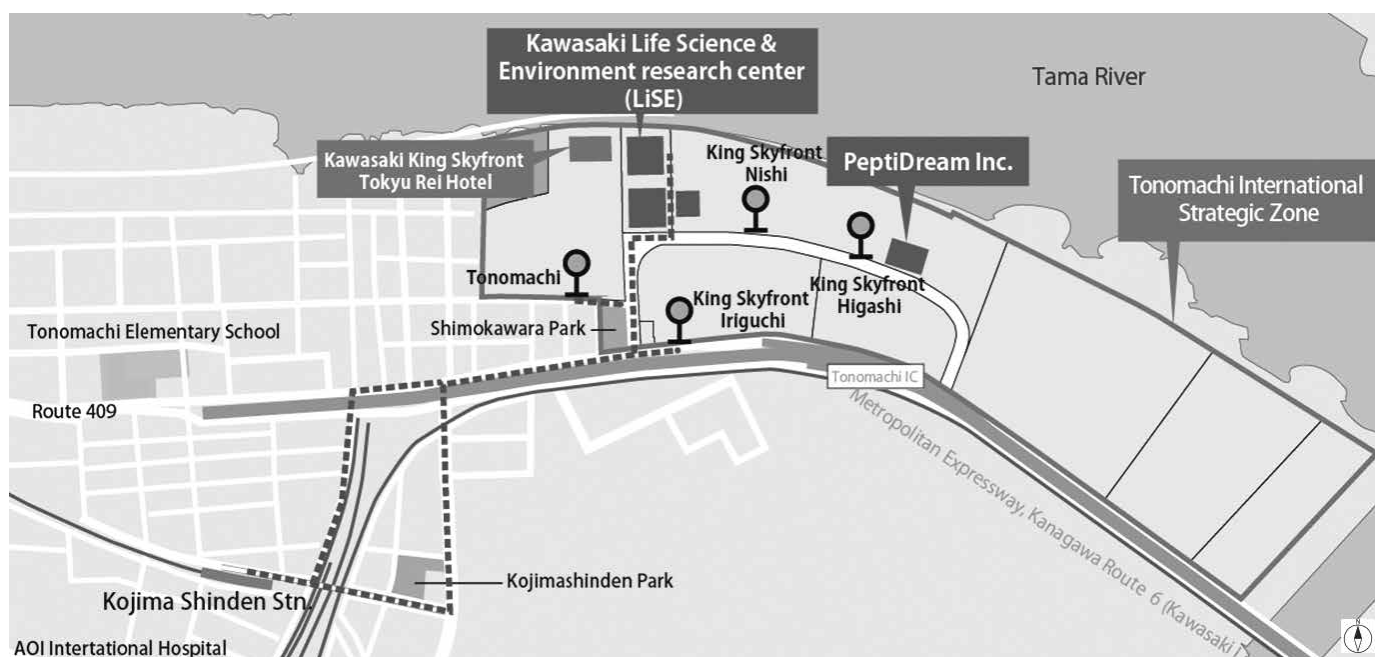 Kawasaki Life Science &
Environment research center
(LiSE)
Tama River
Kawasaki King Skyfront
Tokyu Rei Hotel
King Skyfront
Nishi
PeptiDream Inc.
Tonomachi International
Strategic Zone
Tonomachi
King Skyfront
Iriguchi
King Skyfront
Higashi
Shimokawara Park
Tonomachi Elementary School
Tonomachi IC
Route 409
Metropolitan Expressway, Kanagawa Route 6 (Kawasaki
Kojimashinden Park
Kojima Shinden Stn.
AOI Intertational Hospital